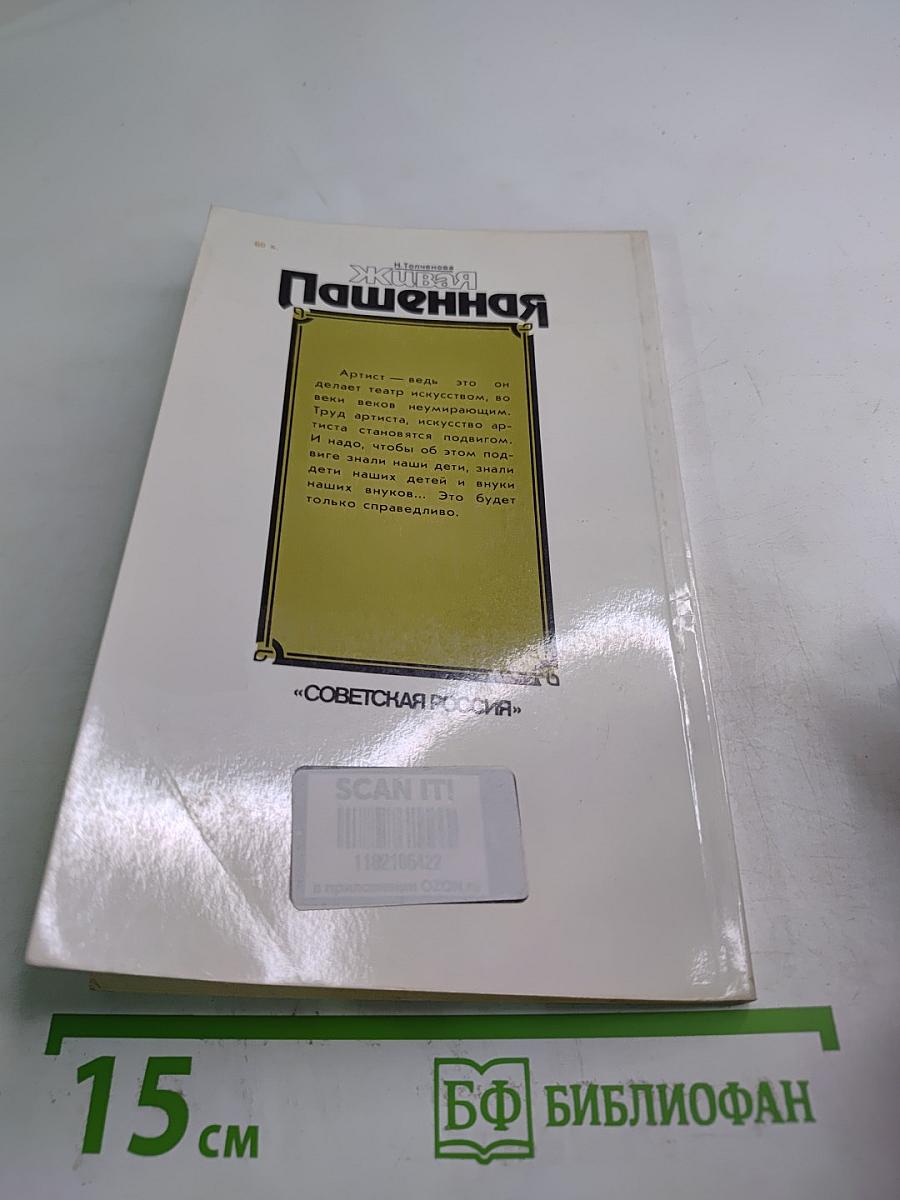 66 к.
Н. Толченова
Живая
Пашенная
Артист — ведь это он
делает театр искусством, во
веки веков неумирающим.
Труд артиста, искусство ар-
тиста становятся подвигом.
И надо, чтобы об этом под-
виге знали наши дети, знали
дети наших детей и внуки
наших внуков... Это будет
только справедливо.
«СОВЕТСКАЯ РОССИЯ»
SCAN IT!
1182106422
в приложении OZON.ru
15 см
БФ БИБЛИОФАН